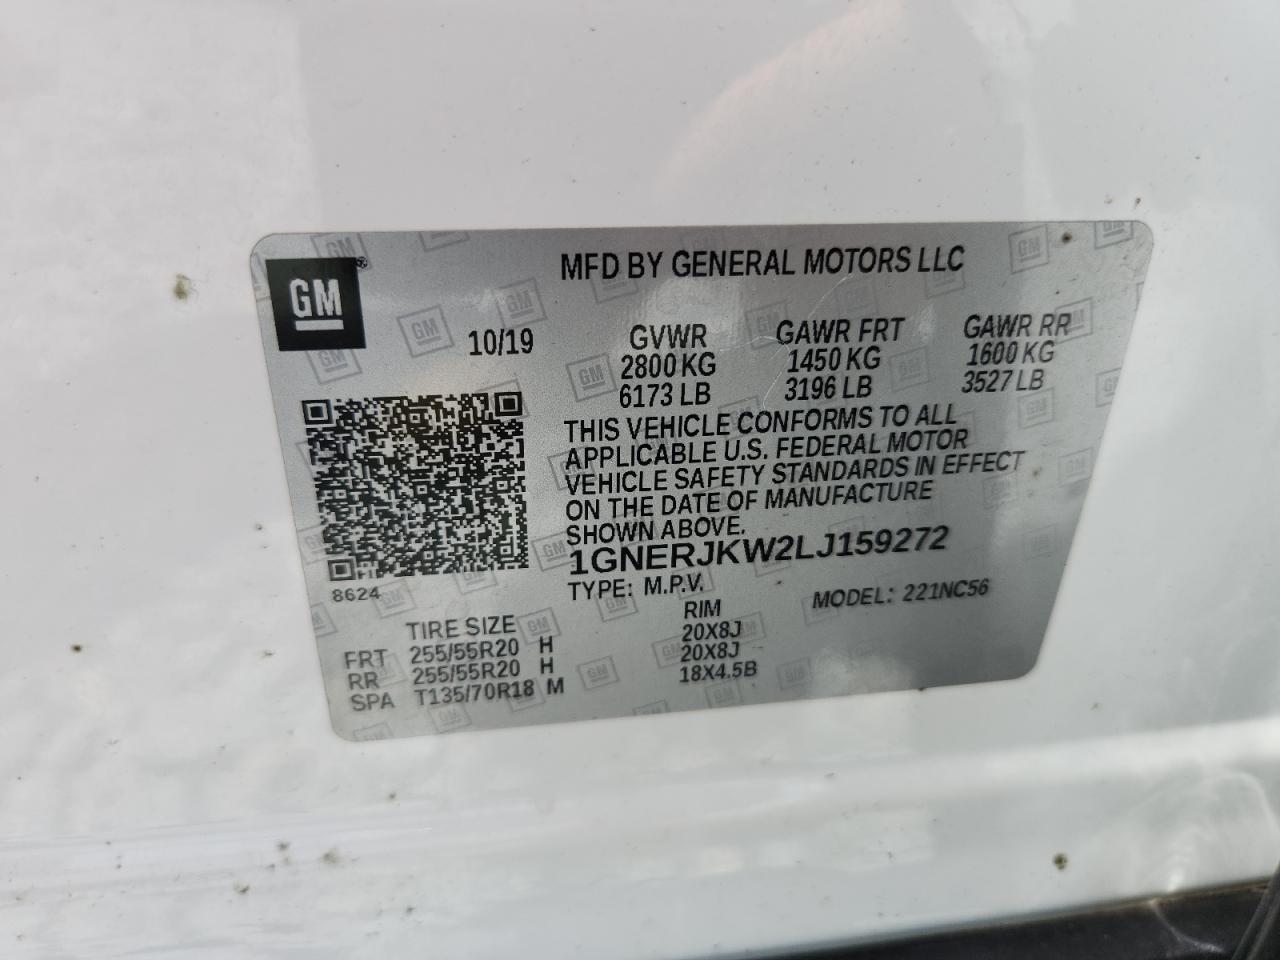 GM®
MFD BY GENERAL MOTORS LLC
10/19 GVWR GAWR FRT GAWR RR
2800 KG 1450 KG 1600 KG
6173 LB 3196 LB 3527 LB
THIS VEHICLE CONFORMS TO ALL
APPLICABLE U.S. FEDERAL MOTOR
VEHICLE SAFETY STANDARDS IN EFFECT
ON THE DATE OF MANUFACTURE
SHOWN ABOVE.
1GNERJKW2LJ159272
TYPE: M.P.V. MODEL: 221NC56
8624
TIRE SIZE RIM
FRT 255/55R20 H 20X8J
RR 255/55R20 H 20X8J
SPA T135/70R18 M 18X4.5B